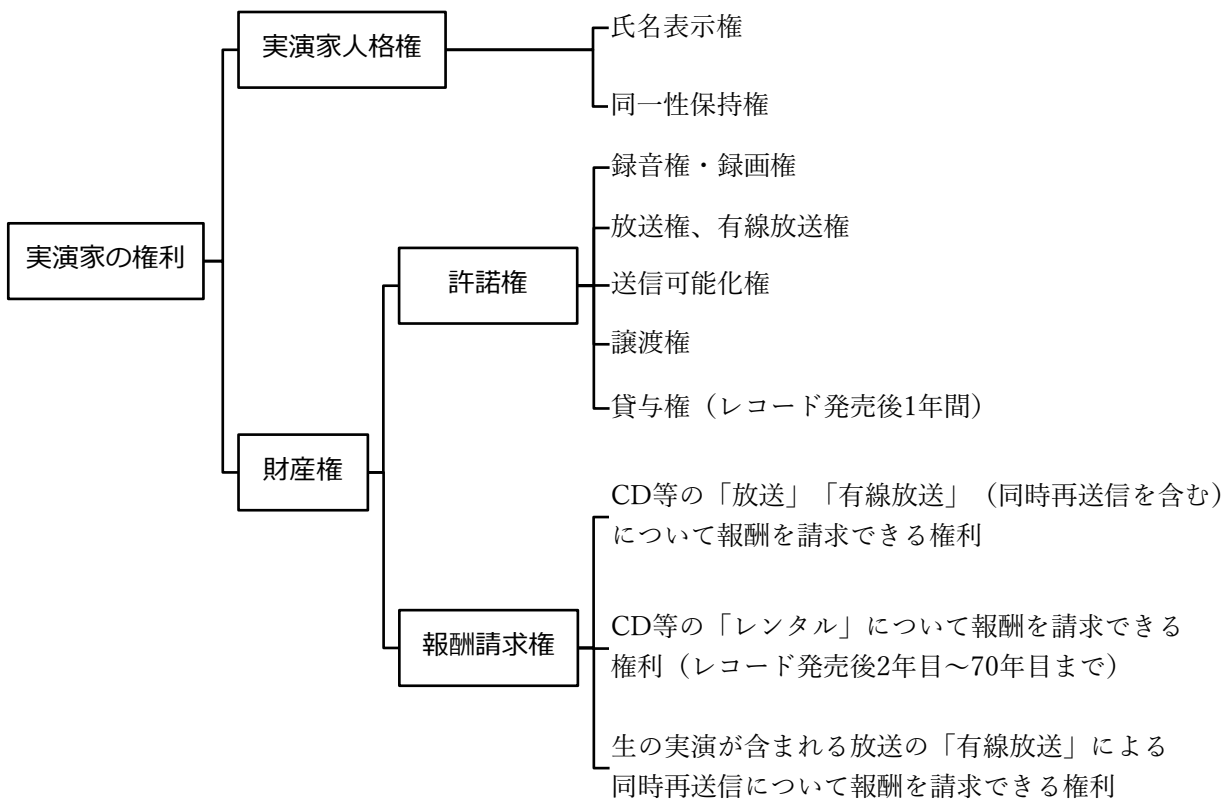 実演家の権利
実演家人格権
氏名表示権
同一性保持権
財産権
許諾権
録音権・録画権
放送権、有線放送権
送信可能化権
譲渡権
貸与権（レコード発売後1年間）
報酬請求権
CD等の「放送」「有線放送」（同時再送信を含む）
について報酬を請求できる権利
CD等の「レンタル」について報酬を請求できる
権利（レコード発売後2年目～70年目まで）
生の実演が含まれる放送の「有線放送」による
同時再送信について報酬を請求できる権利